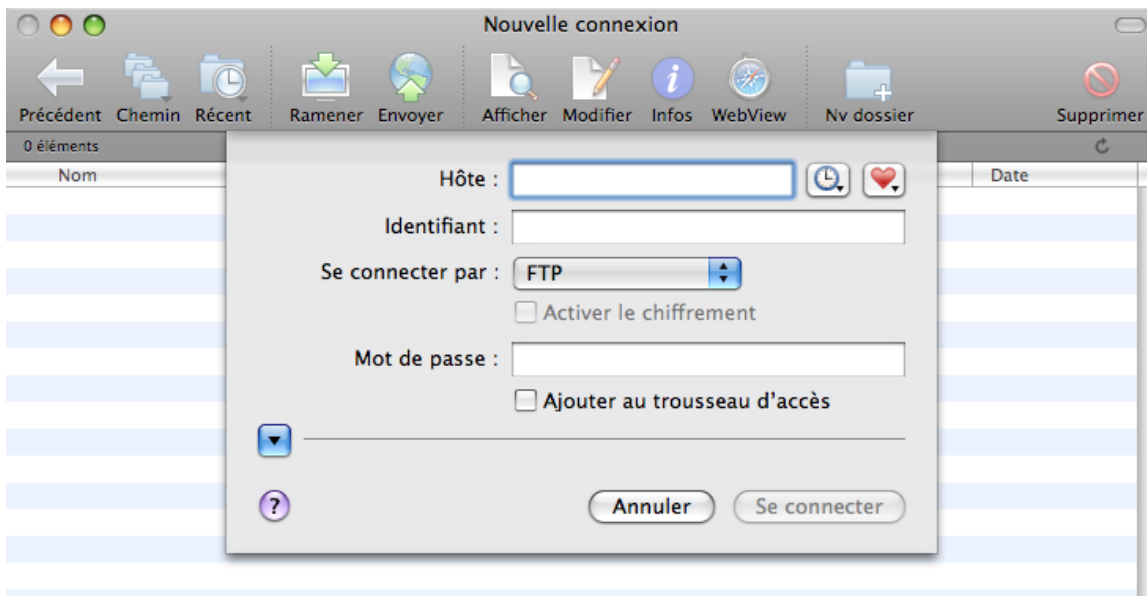 Nouvelle connexion
Précédent Chemin Récent Ramener Envoyer Afficher Modifier Infos WebView Nv dossier Supprimer
0 éléments
Nom Date
Hôte :
Identifiant :
Se connecter par : FTP
Activer le chiffrement
Mot de passe :
Ajouter au trousseau d'accès
? Annuler Se connecter